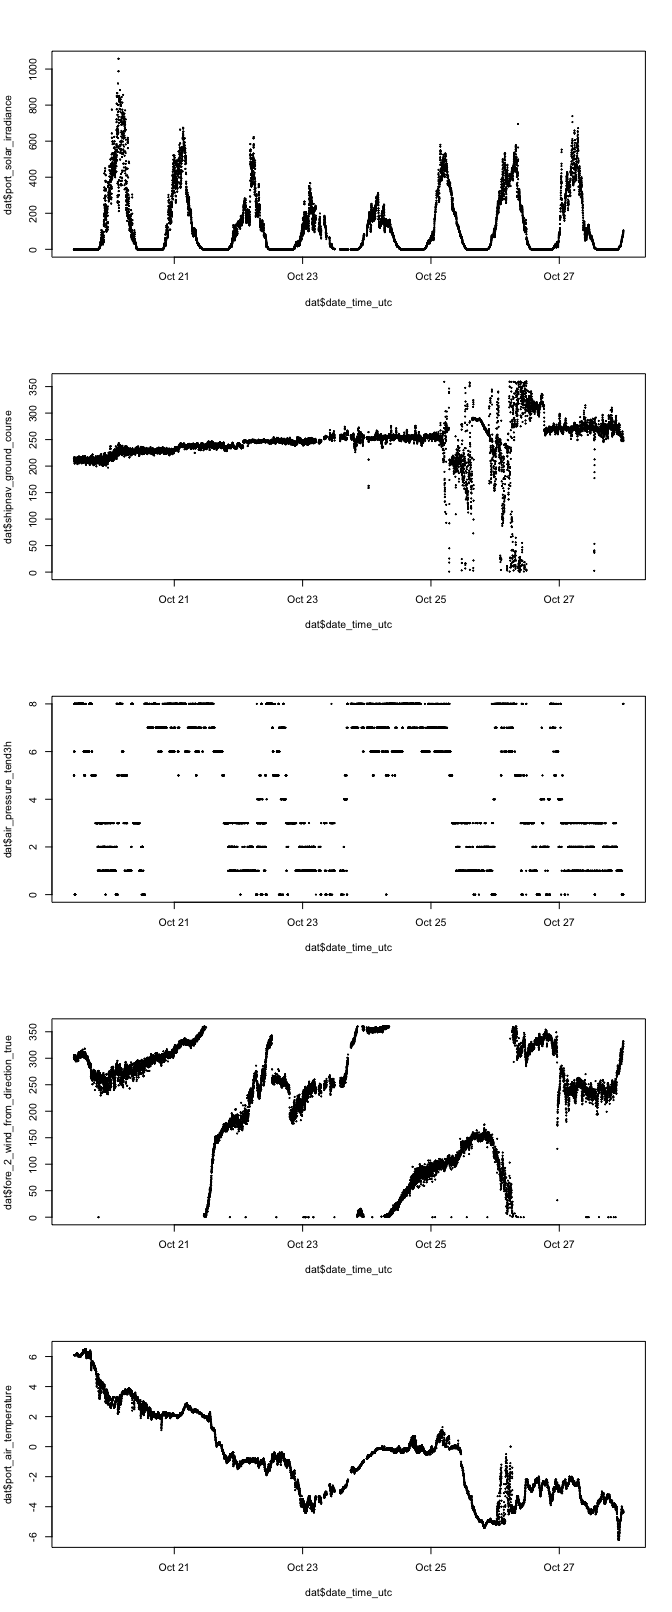 dat$port_solar_irradiance
0 200 400 600 800 1000
Oct 21 Oct 23 Oct 25 Oct 27
dat$date_time_utc
dat$shipnav_ground_course
0 50 100 150 200 250 300 350
Oct 21 Oct 23 Oct 25 Oct 27
dat$date_time_utc
dat$air_pressure_tend3h
0 2 4 6 8
Oct 21 Oct 23 Oct 25 Oct 27
dat$date_time_utc
dat$fore_2_wind_from_direction_true
0 50 100 150 200 250 300 350
Oct 21 Oct 23 Oct 25 Oct 27
dat$date_time_utc
dat$port_air_temperature
-6 -4 -2 0 2 4 6
Oct 21 Oct 23 Oct 25 Oct 27
dat$date_time_utc